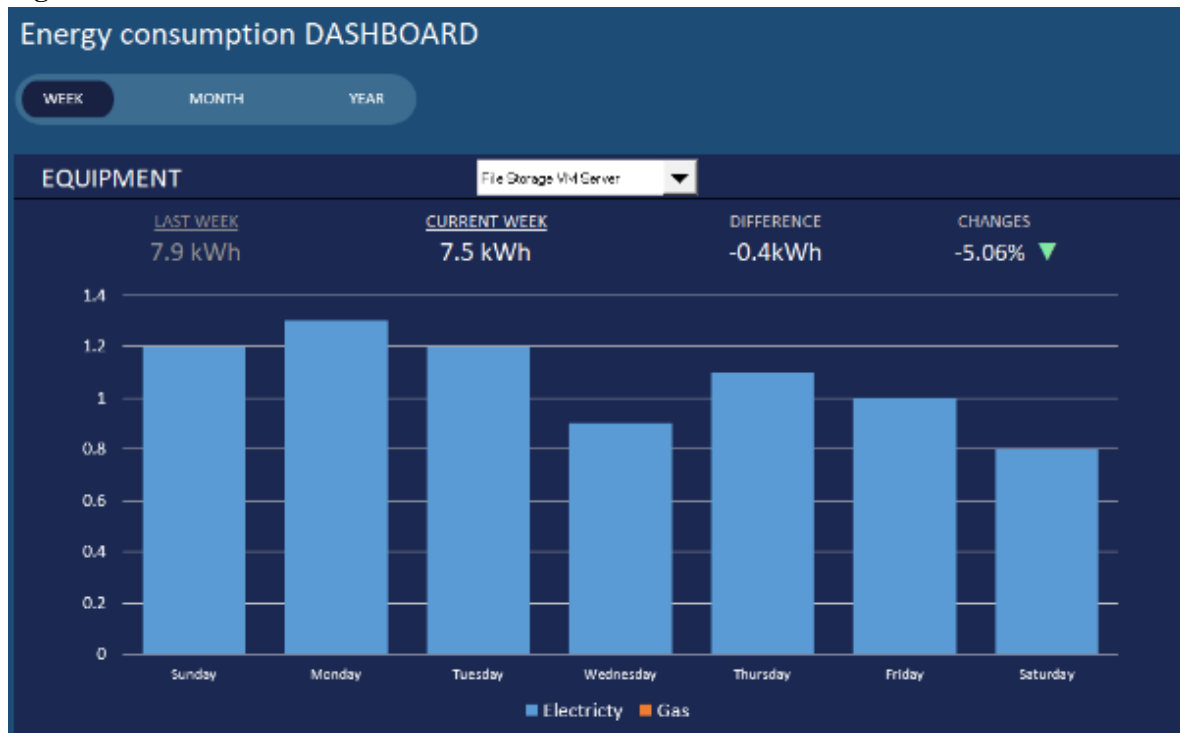 Energy consumption DASHBOARD
WEEK MONTH YEAR
EQUIPMENT File Storage VM Server
LAST WEEK CURRENT WEEK DIFFERENCE CHANGES
7.9 kWh 7.5 kWh -0.4kWh -5.06% ▼
1.4
1.2
1
0.8
0.6
0.4
0.2
0
Sunday Monday Tuesday Wednesday Thursday Friday Saturday
Electricty Gas